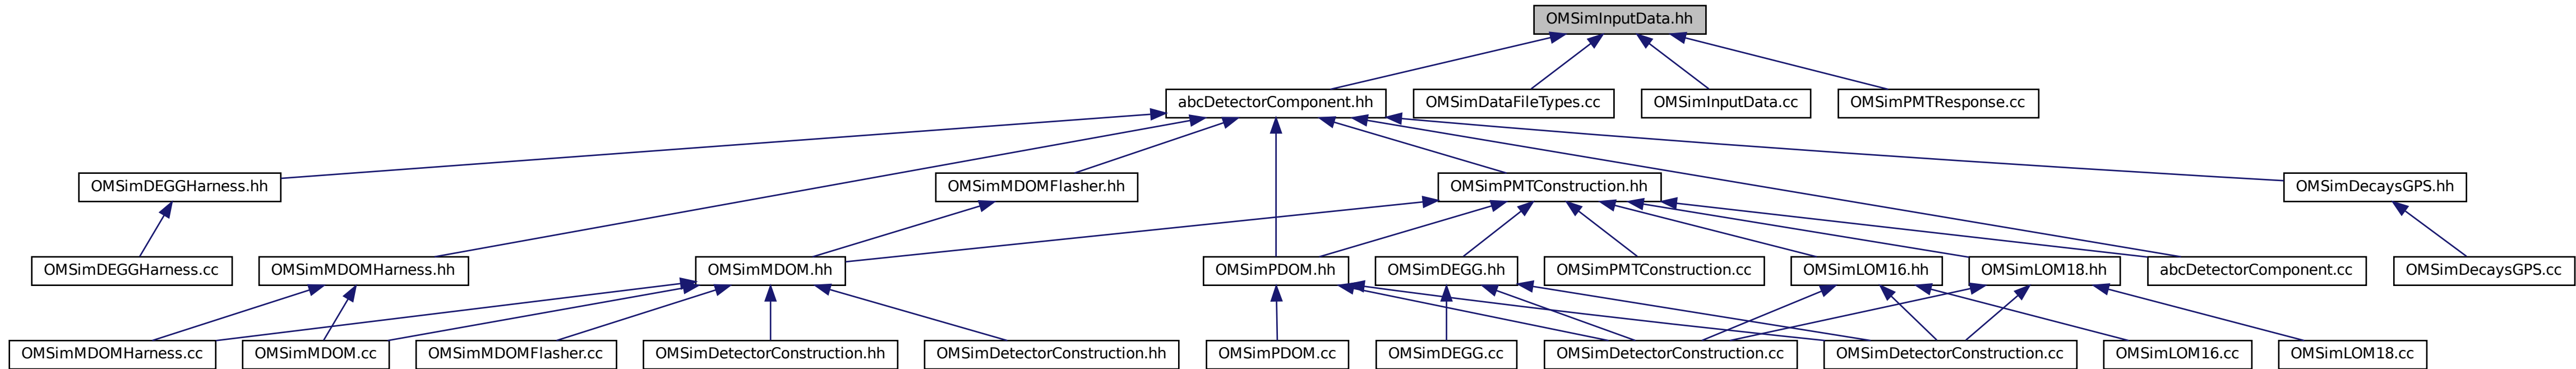 OMSimInputData.hh
abcDetectorComponent.hh
OMSimDataFileTypes.cc
OMSimInputData.cc
OMSimPMTResponse.cc
OMSimDEGGHarness.hh
OMSimMDOMFlasher.hh
OMSimPMTConstruction.hh
OMSimDecaysGPS.hh
OMSimDEGGHarness.cc
OMSimMDOMHarness.hh
OMSimMDOM.hh
OMSimPDOM.hh
OMSimDEGG.hh
OMSimPMTConstruction.cc
OMSimLOM16.hh
OMSimLOM18.hh
abcDetectorComponent.cc
OMSimDecaysGPS.cc
OMSimMDOMHarness.cc
OMSimMDOM.cc
OMSimMDOMFlasher.cc
OMSimDetectorConstruction.hh
OMSimDetectorConstruction.hh
OMSimPDOM.cc
OMSimDEGG.cc
OMSimDetectorConstruction.cc
OMSimDetectorConstruction.cc
OMSimLOM16.cc
OMSimLOM18.cc